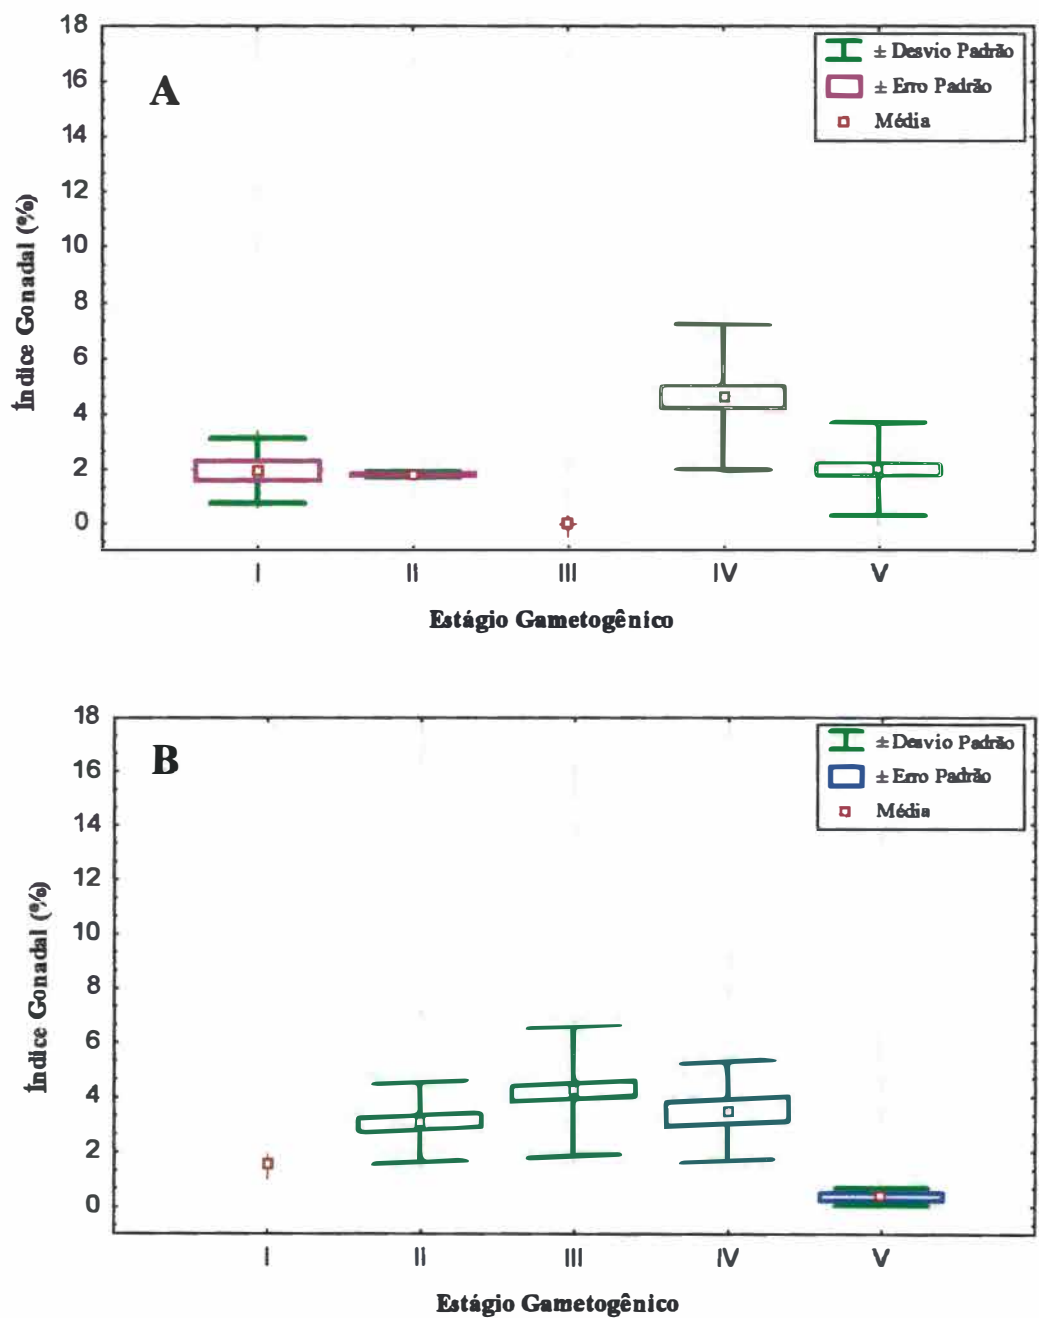 A
± Desvio Padrão
± Erro Padrão
Média
Índice Gonadal (%)
18
16
14
12
10
8
6
4
2
0
I II III IV V
Estágio Gametogênico
B
± Desvio Padrão
± Erro Padrão
Média
Índice Gonadal (%)
18
16
14
12
10
8
6
4
2
0
I II III IV V
Estágio Gametogênico